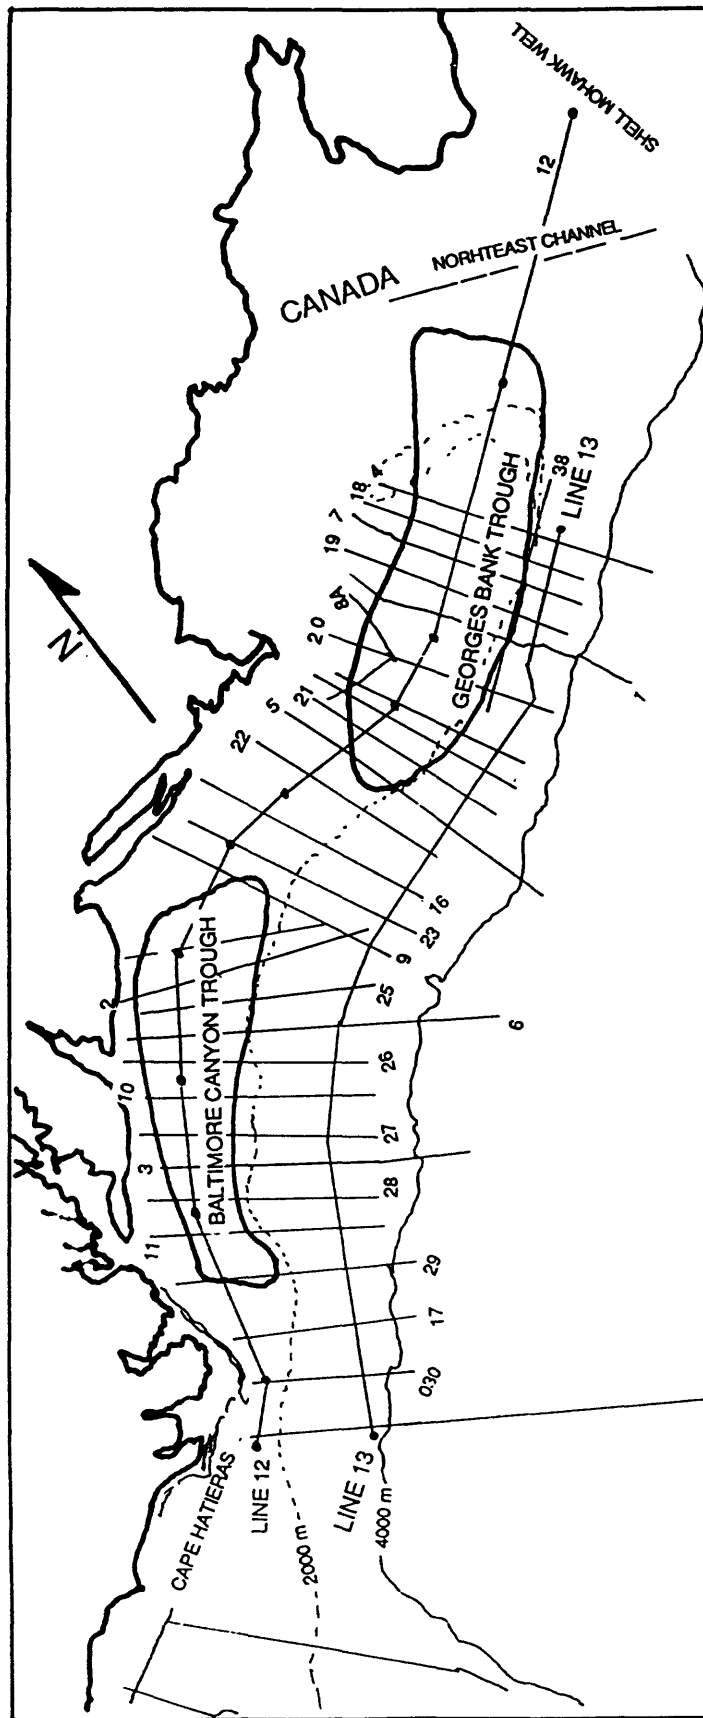 SHELL MOHAWK WELL
12
NORHTEAST CHANNEL
CANADA
4
18
7
19
8A
20
21
5
22
38
LINE 13
GEORGES BANK TROUGH
1
N
16
23
9
25
6
2
26
10
27
3
28
11
29
17
030
BALTIMORE CANYON TROUGH
CAPE HATIERAS
LINE 12
LINE 13
2000 m
4000 m